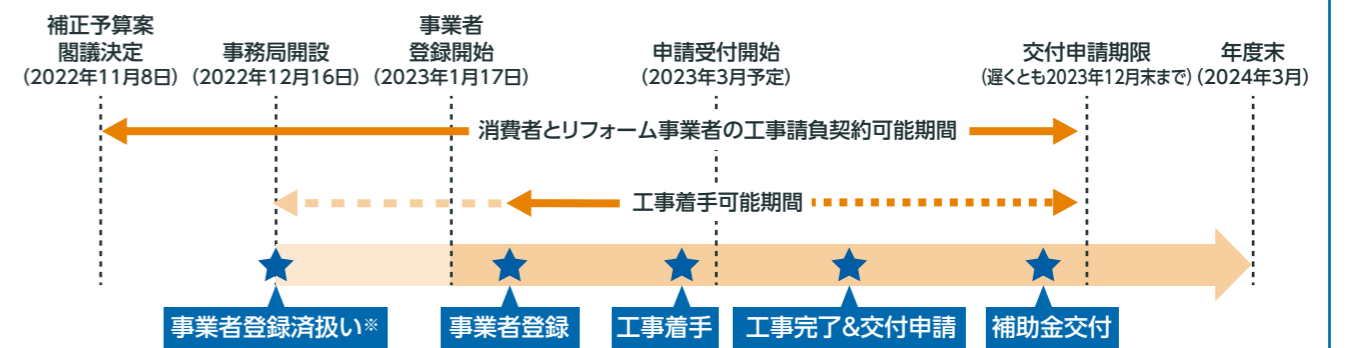 補正予算案
閣議決定
（2022年11月8日）
事務局開設
（2022年12月16日）
事業者
登録開始
（2023年1月17日）
申請受付開始
（2023年3月予定）
交付申請期限
（遅くとも2023年12月末まで）
年度末
（2024年3月）
消費者とリフォーム事業者の工事請負契約可能期間
工事着手可能期間
事業者登録済扱い※
事業者登録
工事着手
工事完了&交付申請
補助金交付